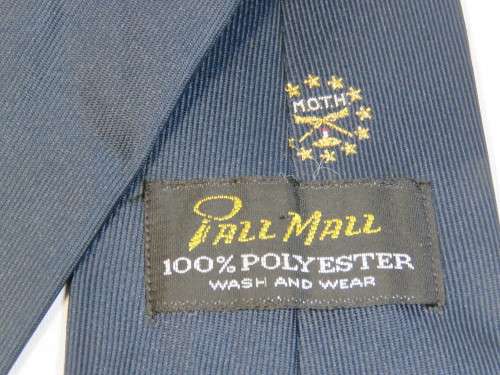 M.O.T.H
PALL MALL
100% POLYESTER
WASH AND WEAR